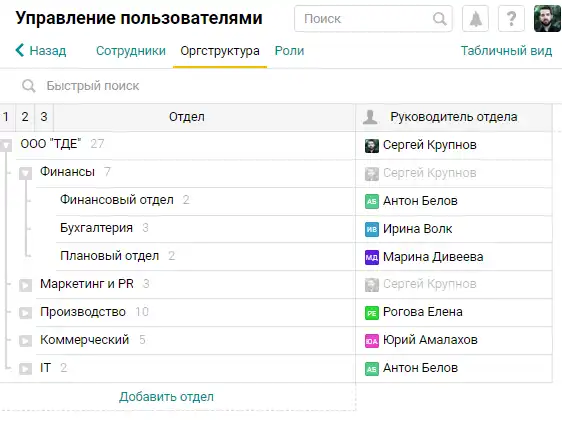 Управление пользователями Поиск ?
Назад Сотрудники Оргструктура Роли Табличный вид
Быстрый поиск
1 2 3 Отдел Руководитель отдела
ООО "ТДЕ" 27 Сергей Крупнов
Финансы 7 Сергей Крупнов
Финансовый отдел 2 АБ Антон Белов
Бухгалтерия 3 ИВ Ирина Волк
Плановый отдел 2 МД Марина Дивеева
Маркетинг и PR 3 Сергей Крупнов
Производство 10 РЕ Рогова Елена
Коммерческий 5 ЮА Юрий Амалахов
IT 2 АБ Антон Белов
Добавить отдел